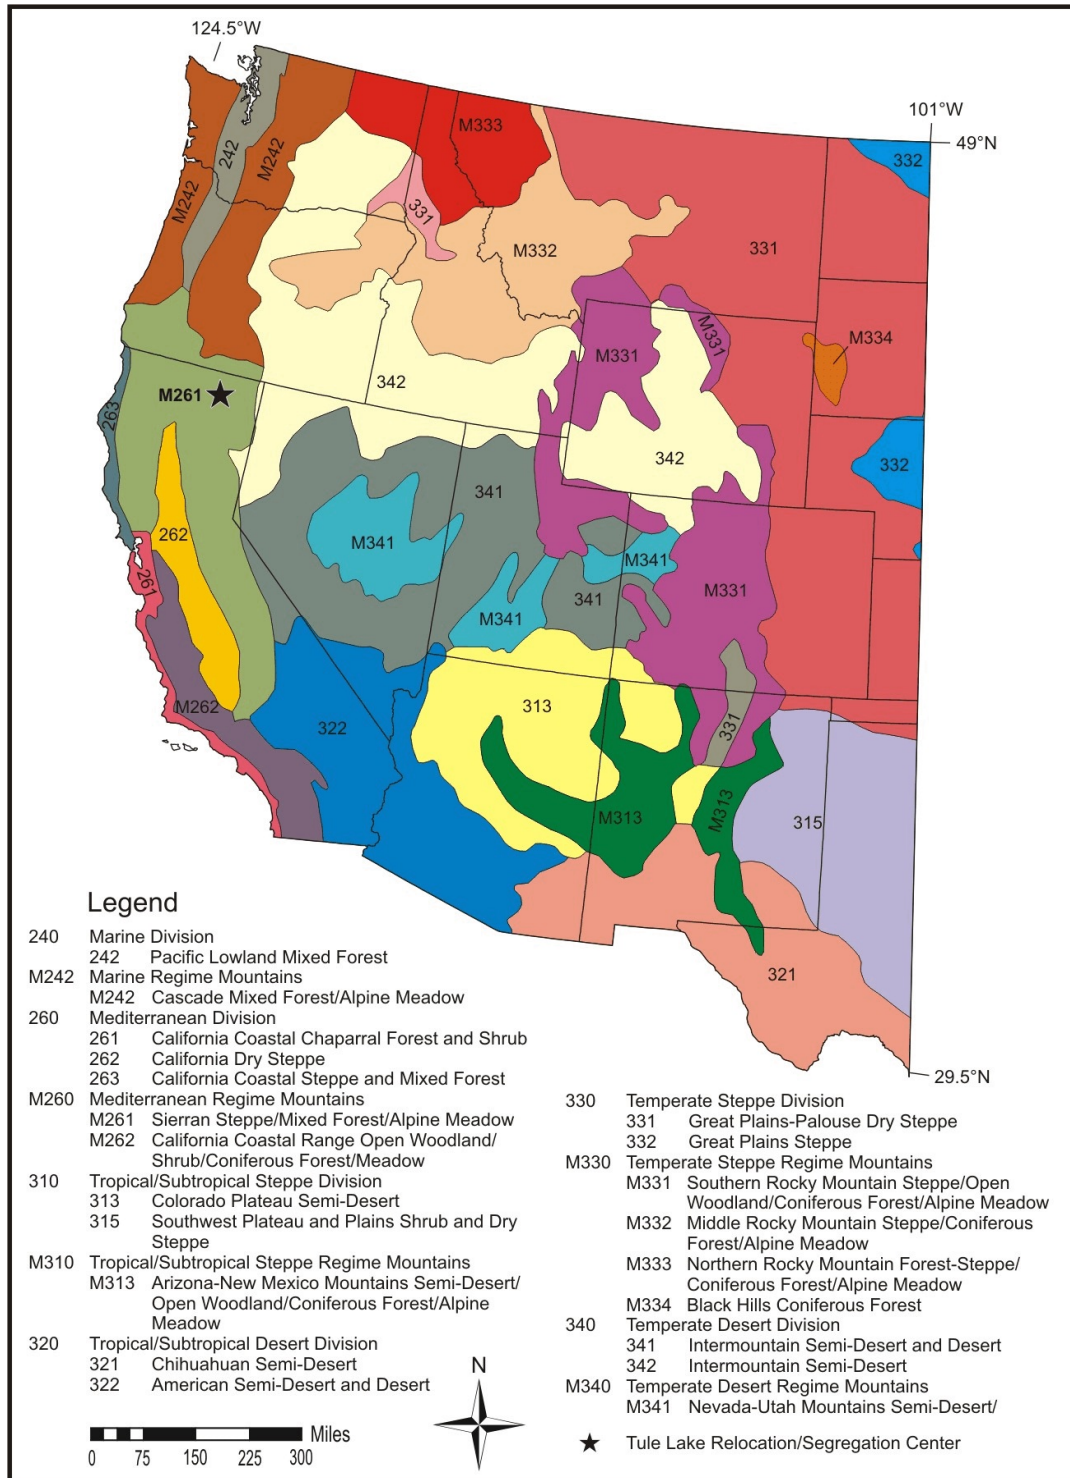 124.5°W
101°W
49°N
M333
332
242
M242
M242
331
M332
331
M331
M334
M331
342
M261
263
342
332
341
262
M341
M341
261
341
M331
M341
M262
313
322
331
M313
M313
315
321
29.5°N
Legend
240 Marine Division
242 Pacific Lowland Mixed Forest
M242 Marine Regime Mountains
M242 Cascade Mixed Forest/Alpine Meadow
260 Mediterranean Division
261 California Coastal Chaparral Forest and Shrub
262 California Dry Steppe
263 California Coastal Steppe and Mixed Forest
M260 Mediterranean Regime Mountains
M261 Sierran Steppe/Mixed Forest/Alpine Meadow
M262 California Coastal Range Open Woodland/
Shrub/Coniferous Forest/Meadow
310 Tropical/Subtropical Steppe Division
313 Colorado Plateau Semi-Desert
315 Southwest Plateau and Plains Shrub and Dry
Steppe
M310 Tropical/Subtropical Steppe Regime Mountains
M313 Arizona-New Mexico Mountains Semi-Desert/
Open Woodland/Coniferous Forest/Alpine
Meadow
320 Tropical/Subtropical Desert Division
321 Chihuahuan Semi-Desert
322 American Semi-Desert and Desert
330 Temperate Steppe Division
331 Great Plains-Palouse Dry Steppe
332 Great Plains Steppe
M330 Temperate Steppe Regime Mountains
M331 Southern Rocky Mountain Steppe/Open
Woodland/Coniferous Forest/Alpine Meadow
M332 Middle Rocky Mountain Steppe/Coniferous
Forest/Alpine Meadow
M333 Northern Rocky Mountain Forest-Steppe/
Coniferous Forest/Alpine Meadow
M334 Black Hills Coniferous Forest
340 Temperate Desert Division
341 Intermountain Semi-Desert and Desert
342 Intermountain Semi-Desert
M340 Temperate Desert Regime Mountains
M341 Nevada-Utah Mountains Semi-Desert/
Tule Lake Relocation/Segregation Center
N
Miles
0 75 150 225 300